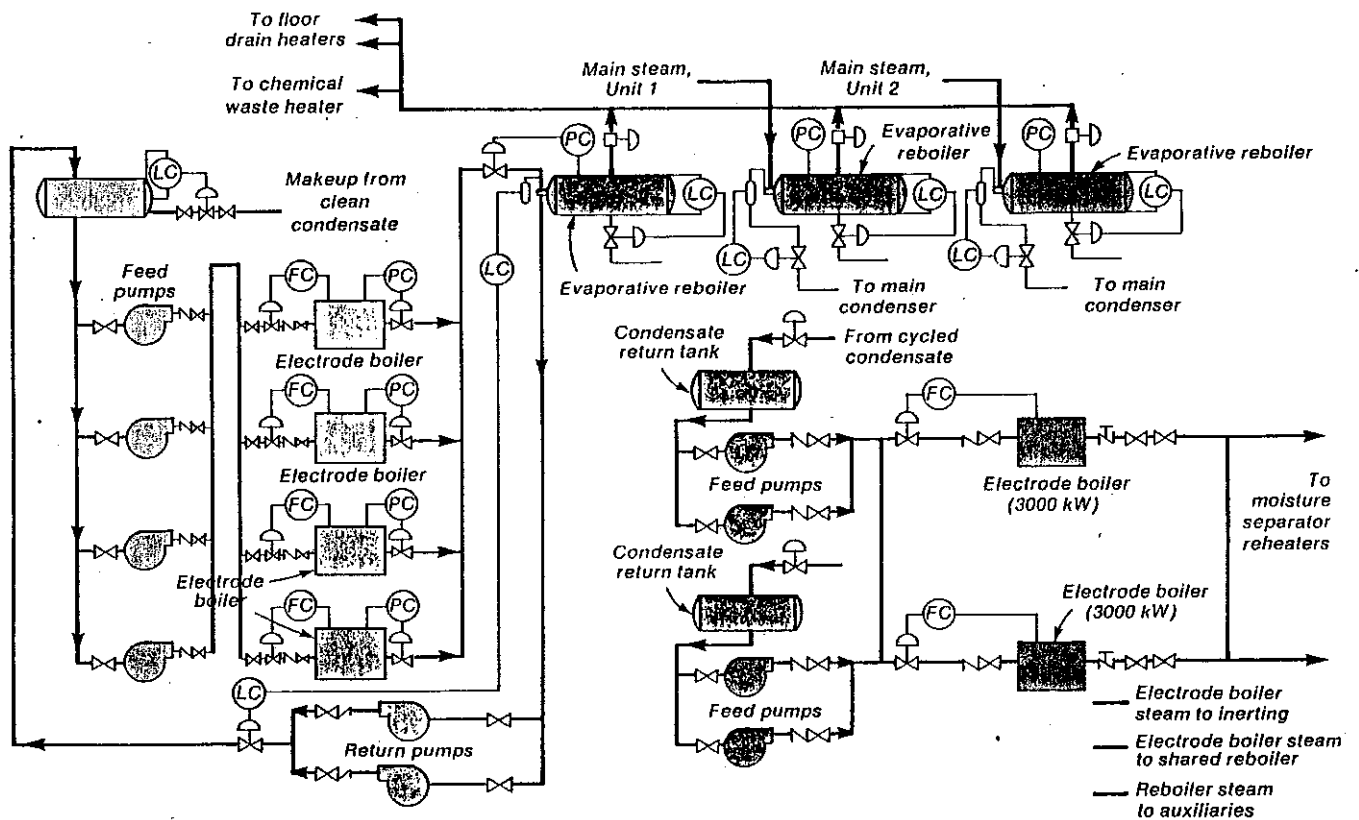 To floor
drain heaters
To chemical
waste heater
Main steam,
Unit 1
Main steam,
Unit 2
PC
PC
PC
Evaporative
reboiler
Evaporative reboiler
LC
Makeup from
clean
condensate
LC
LC
LC
LC
LC
LC
Evaporative reboiler
To main
condenser
To main
condenser
Feed
pumps
FC
PC
Electrode boiler
FC
PC
Electrode boiler
FC
PC
Electrode
boiler
FC
PC
LC
Return pumps
Condensate
return tank
From cycled
condensate
FC
Feed pumps
Electrode boiler
(3000 kW)
To
moisture
separator
reheaters
Condensate
return tank
FC
Electrode boiler
(3000 kW)
Feed pumps
Electrode boiler
steam to inerting
Electrode boiler steam
to shared reboiler
Reboiler steam
to auxiliaries